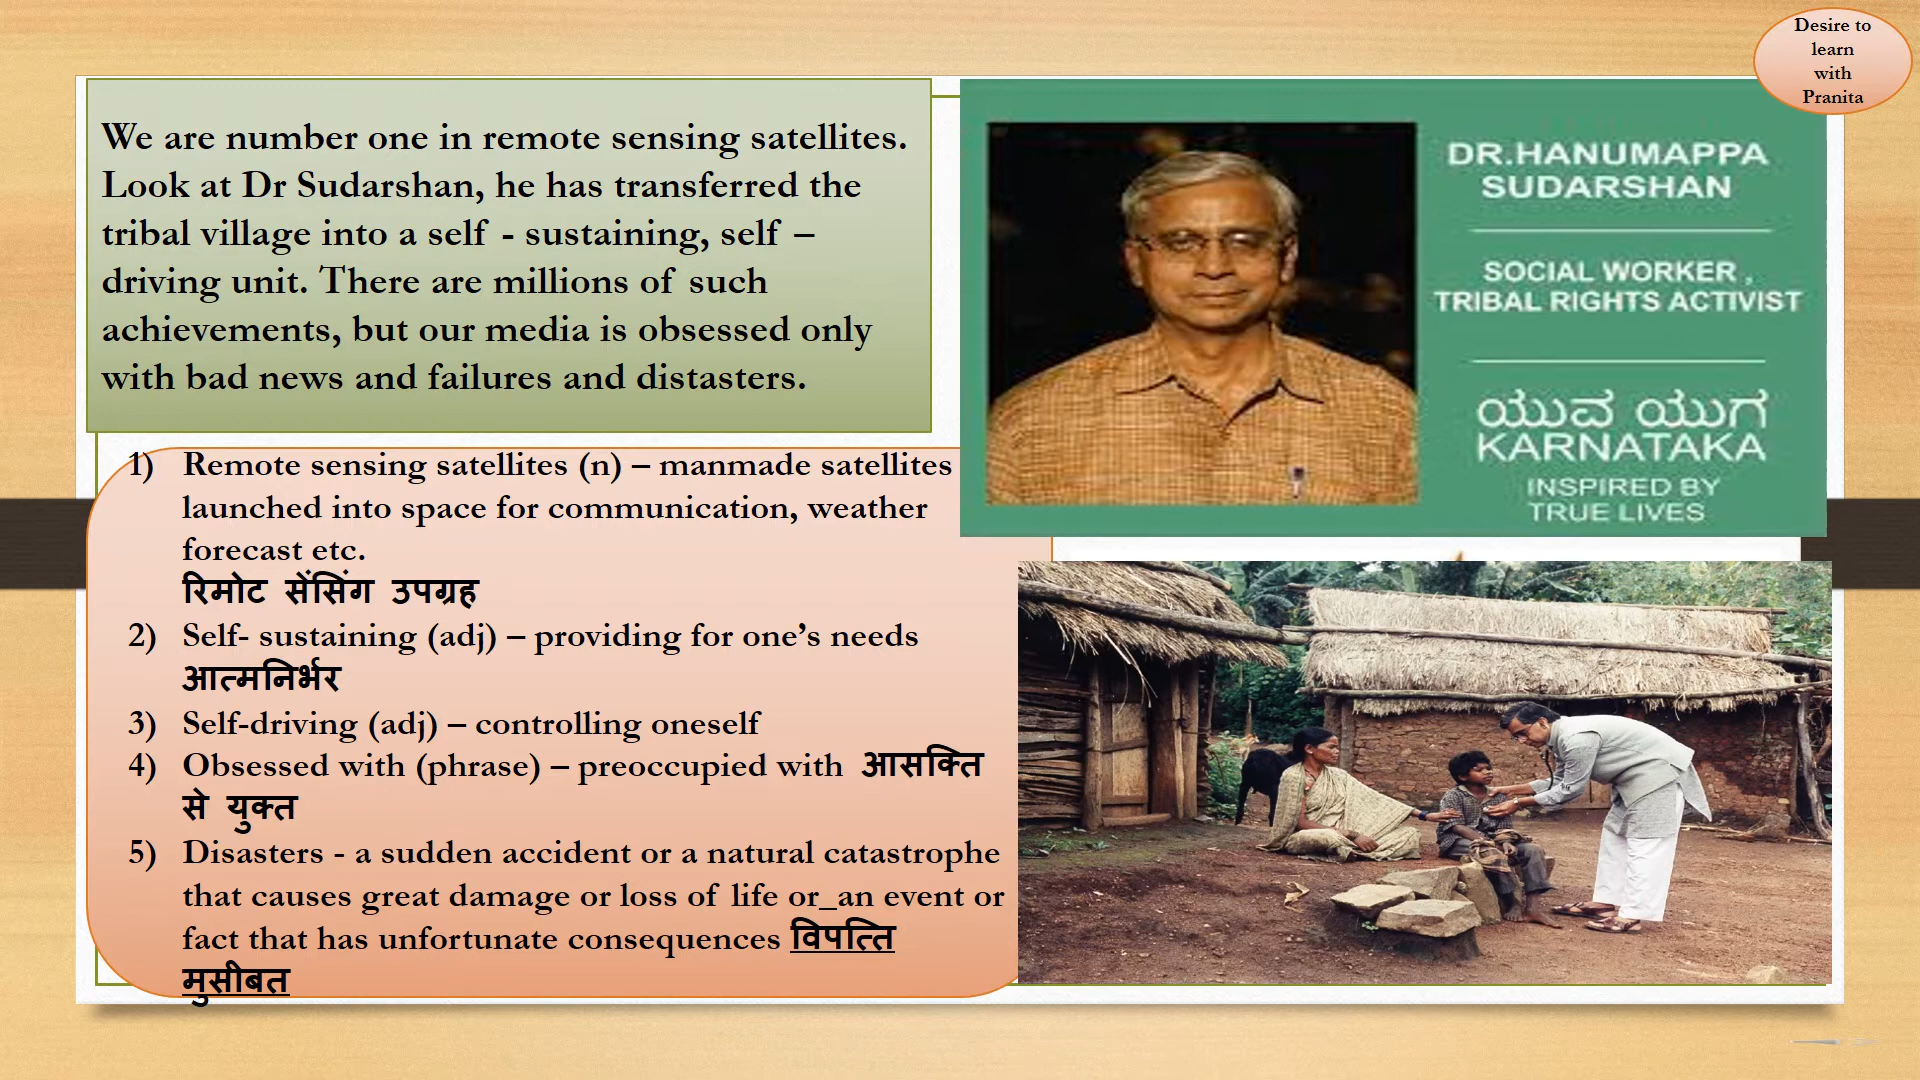 Desire to
learn
with
Pranita
We are number one in remote sensing satellites.
Look at Dr Sudarshan, he has transferred the
tribal village into a self - sustaining, self –
driving unit. There are millions of such
achievements, but our media is obsessed only
with bad news and failures and distasters.
DR.HANUMAPPA
SUDARSHAN
SOCIAL WORKER ,
TRIBAL RIGHTS ACTIVIST
ಯುವ ಯುಗ
KARNATAKA
INSPIRED BY
TRUE LIVES
1) Remote sensing satellites (n) – manmade satellites
launched into space for communication, weather
forecast etc.
रिमोट सेंसिंग उपग्रह
2) Self- sustaining (adj) – providing for one’s needs
आत्मनिर्भर
3) Self-driving (adj) – controlling oneself
4) Obsessed with (phrase) – preoccupied with आसक्ति
से युक्त
5) Disasters - a sudden accident or a natural catastrophe
that causes great damage or loss of life or_an event or
fact that has unfortunate consequences विपत्ति
मुसीबत